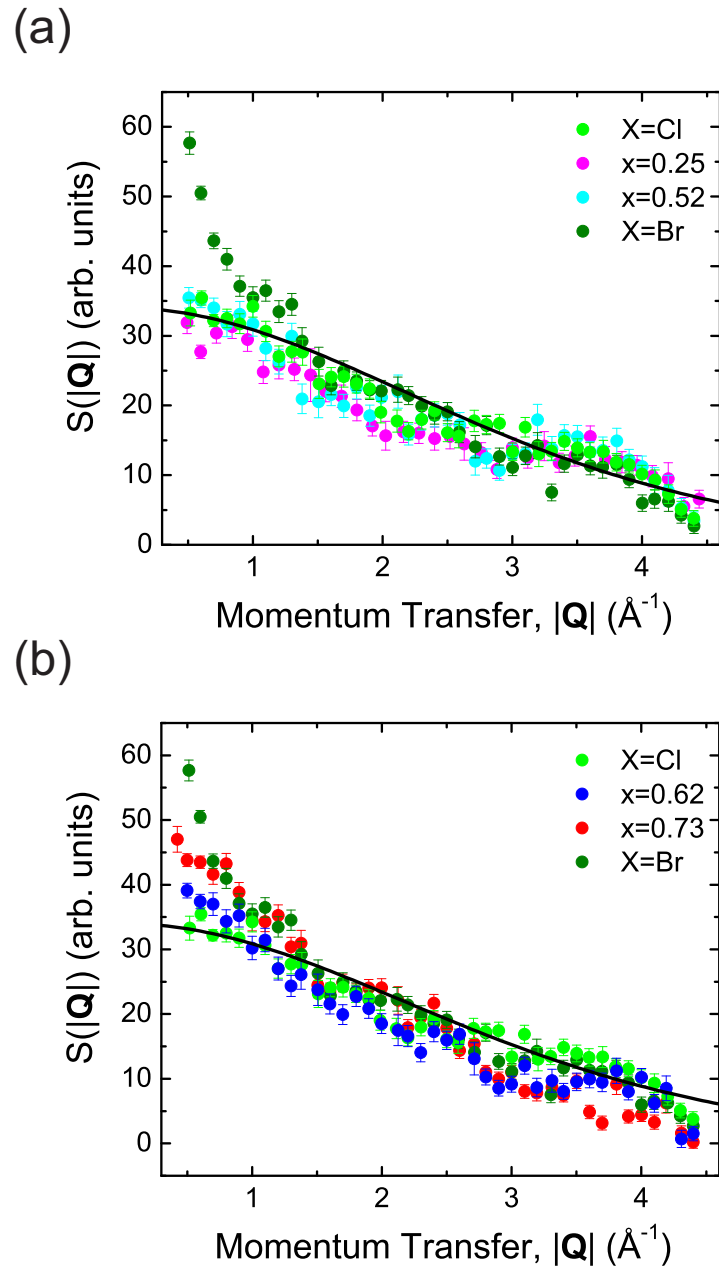 (a)
60
50
40
30
20
10
0
S(|Q|) (arb. units)
X=Cl
x=0.25
x=0.52
X=Br
1 2 3 4
Momentum Transfer, |Q| (Å⁻¹)
(b)
60
50
40
30
20
10
0
S(|Q|) (arb. units)
X=Cl
x=0.62
x=0.73
X=Br
1 2 3 4
Momentum Transfer, |Q| (Å⁻¹)